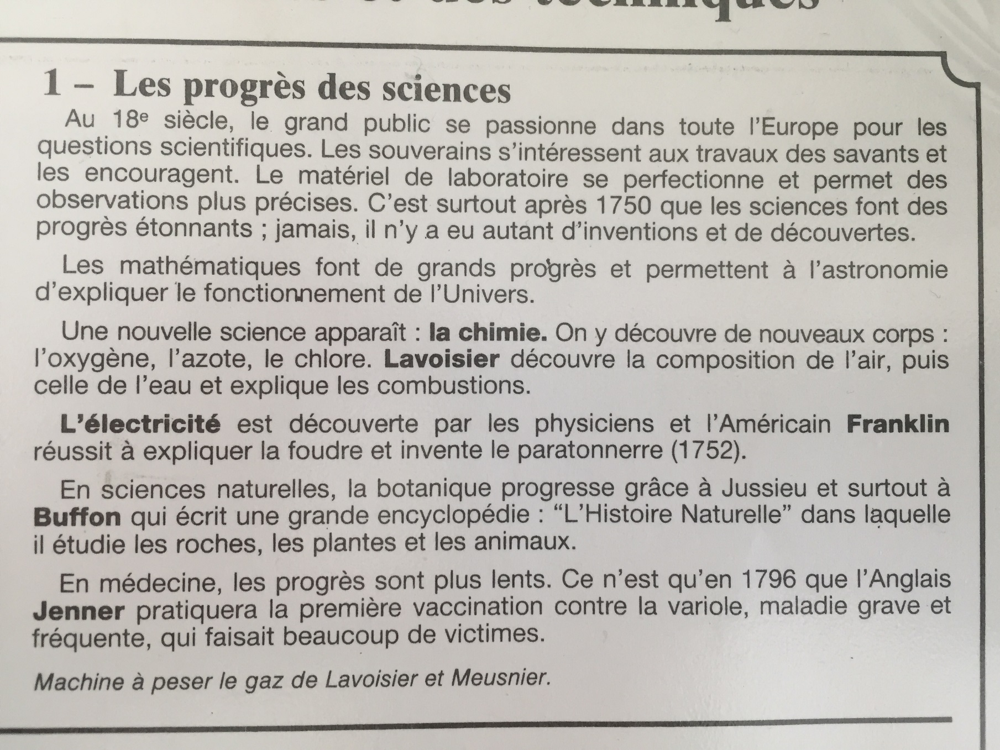 et des techniques
1 – Les progrès des sciences
Au 18e siècle, le grand public se passionne dans toute l'Europe pour les
questions scientifiques. Les souverains s'intéressent aux travaux des savants et
les encouragent. Le matériel de laboratoire se perfectionne et permet des
observations plus précises. C'est surtout après 1750 que les sciences font des
progrès étonnants ; jamais, il n'y a eu autant d'inventions et de découvertes.
Les mathématiques font de grands progrès et permettent à l'astronomie
d'expliquer le fonctionnement de l'Univers.
Une nouvelle science apparaît : la chimie. On y découvre de nouveaux corps :
l'oxygène, l'azote, le chlore. Lavoisier découvre la composition de l'air, puis
celle de l'eau et explique les combustions.
L'électricité est découverte par les physiciens et l'Américain Franklin
réussit à expliquer la foudre et invente le paratonnerre (1752).
En sciences naturelles, la botanique progresse grâce à Jussieu et surtout à
Buffon qui écrit une grande encyclopédie : “L'Histoire Naturelle” dans laquelle
il étudie les roches, les plantes et les animaux.
En médecine, les progrès sont plus lents. Ce n'est qu'en 1796 que l'Anglais
Jenner pratiquera la première vaccination contre la variole, maladie grave et
fréquente, qui faisait beaucoup de victimes.
Machine à peser le gaz de Lavoisier et Meusnier.